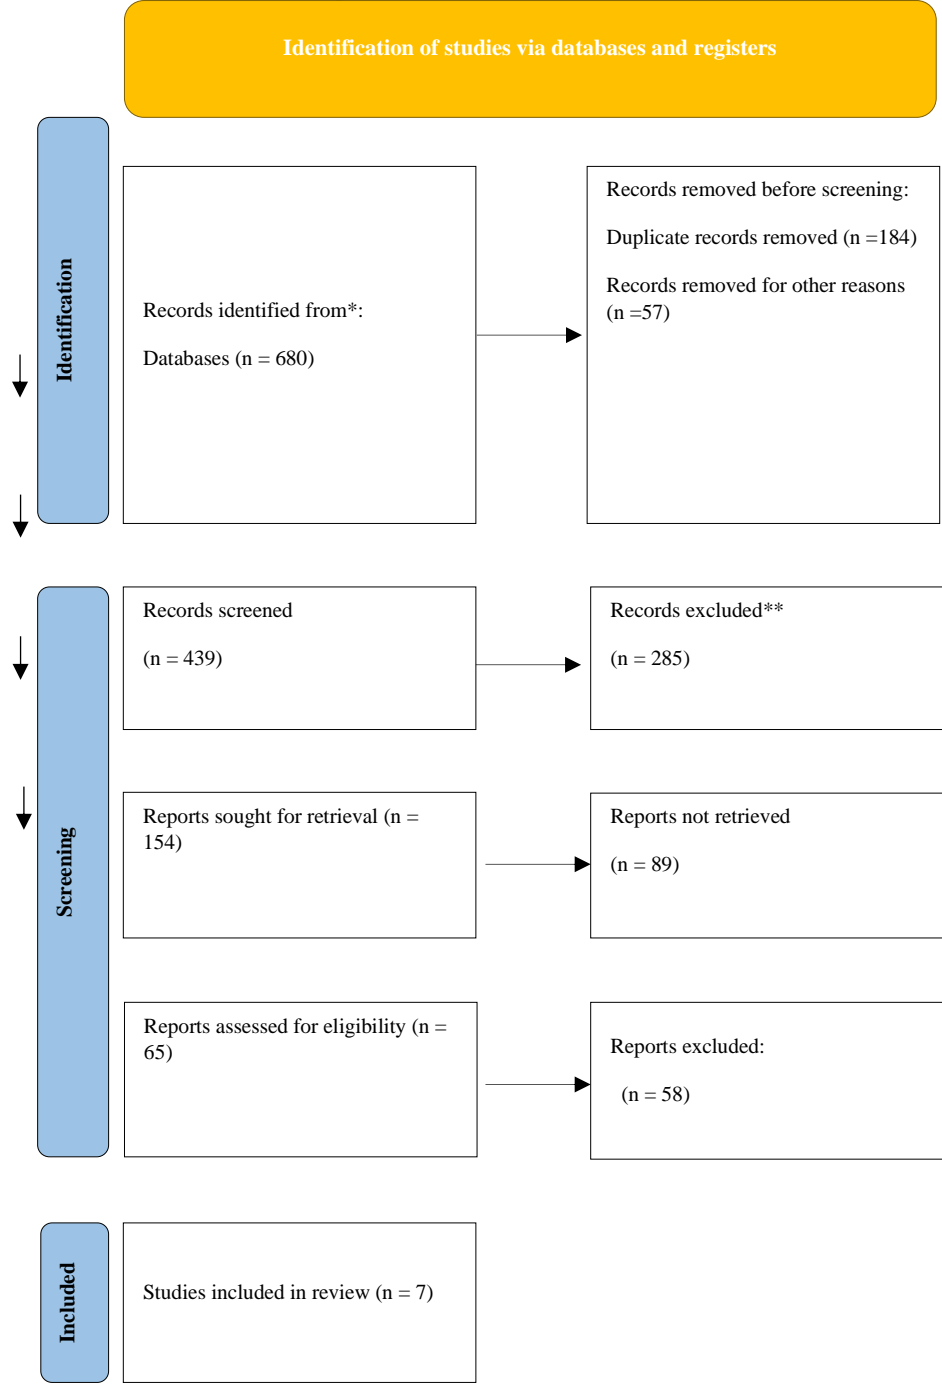 Identification of studies via databases and registers
Identification
Records identified from*:
Databases (n = 680)
Records removed before screening:
Duplicate records removed (n =184)
Records removed for other reasons
(n =57)
Screening
Records screened
(n = 439)
Records excluded**
(n = 285)
Reports sought for retrieval (n =
154)
Reports not retrieved
(n = 89)
Reports assessed for eligibility (n =
65)
Reports excluded:
(n = 58)
Included
Studies included in review (n = 7)